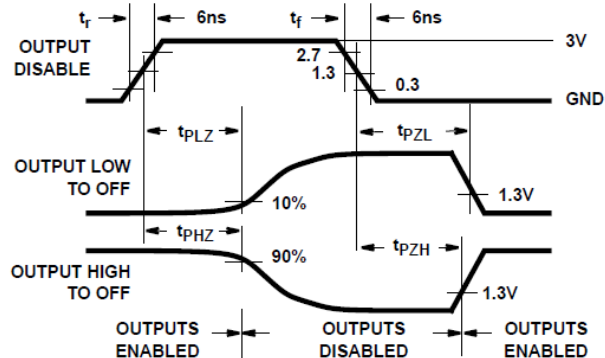 tr 6ns tf 6ns
OUTPUT
DISABLE
2.7
1.3
0.3
3V
GND
tPLZ tPZL
OUTPUT LOW
TO OFF
10%
1.3V
tPHZ tPZH
OUTPUT HIGH
TO OFF
90%
1.3V
OUTPUTS
ENABLED
OUTPUTS
DISABLED
OUTPUTS
ENABLED